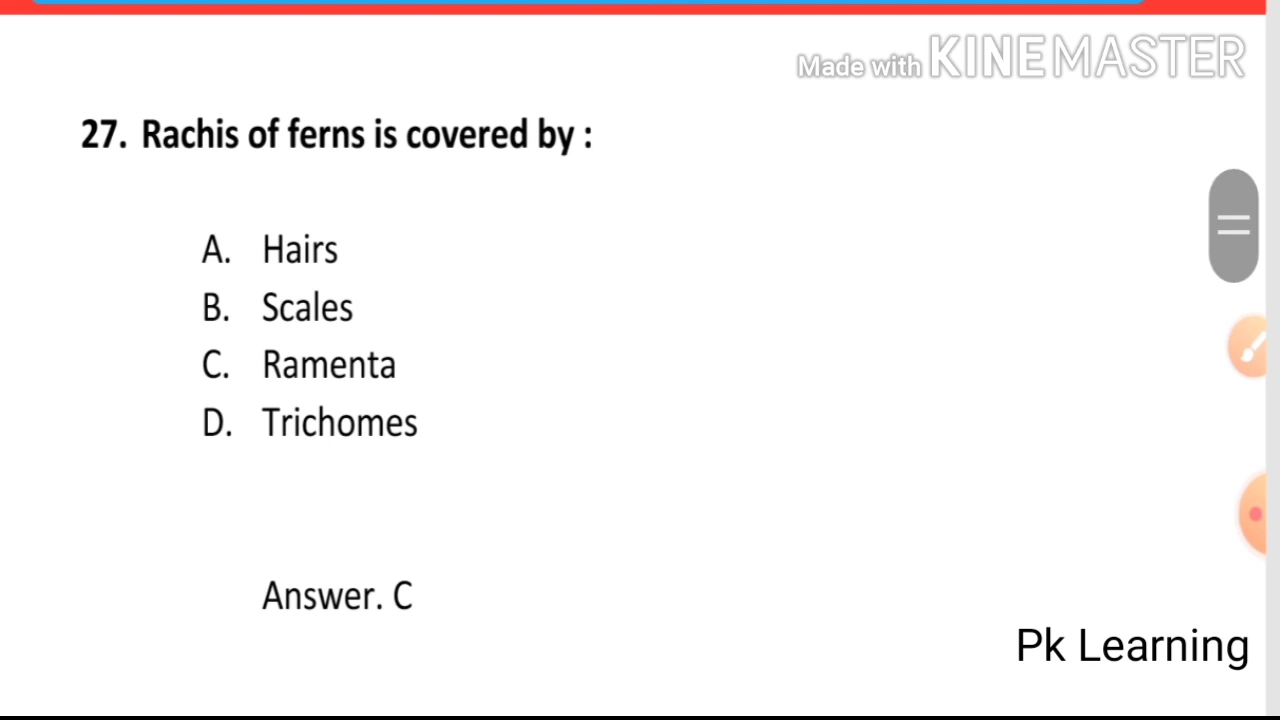 Made with KINEMASTER
27. Rachis of ferns is covered by :
A. Hairs
B. Scales
C. Ramenta
D. Trichomes
Answer. C
Pk Learning